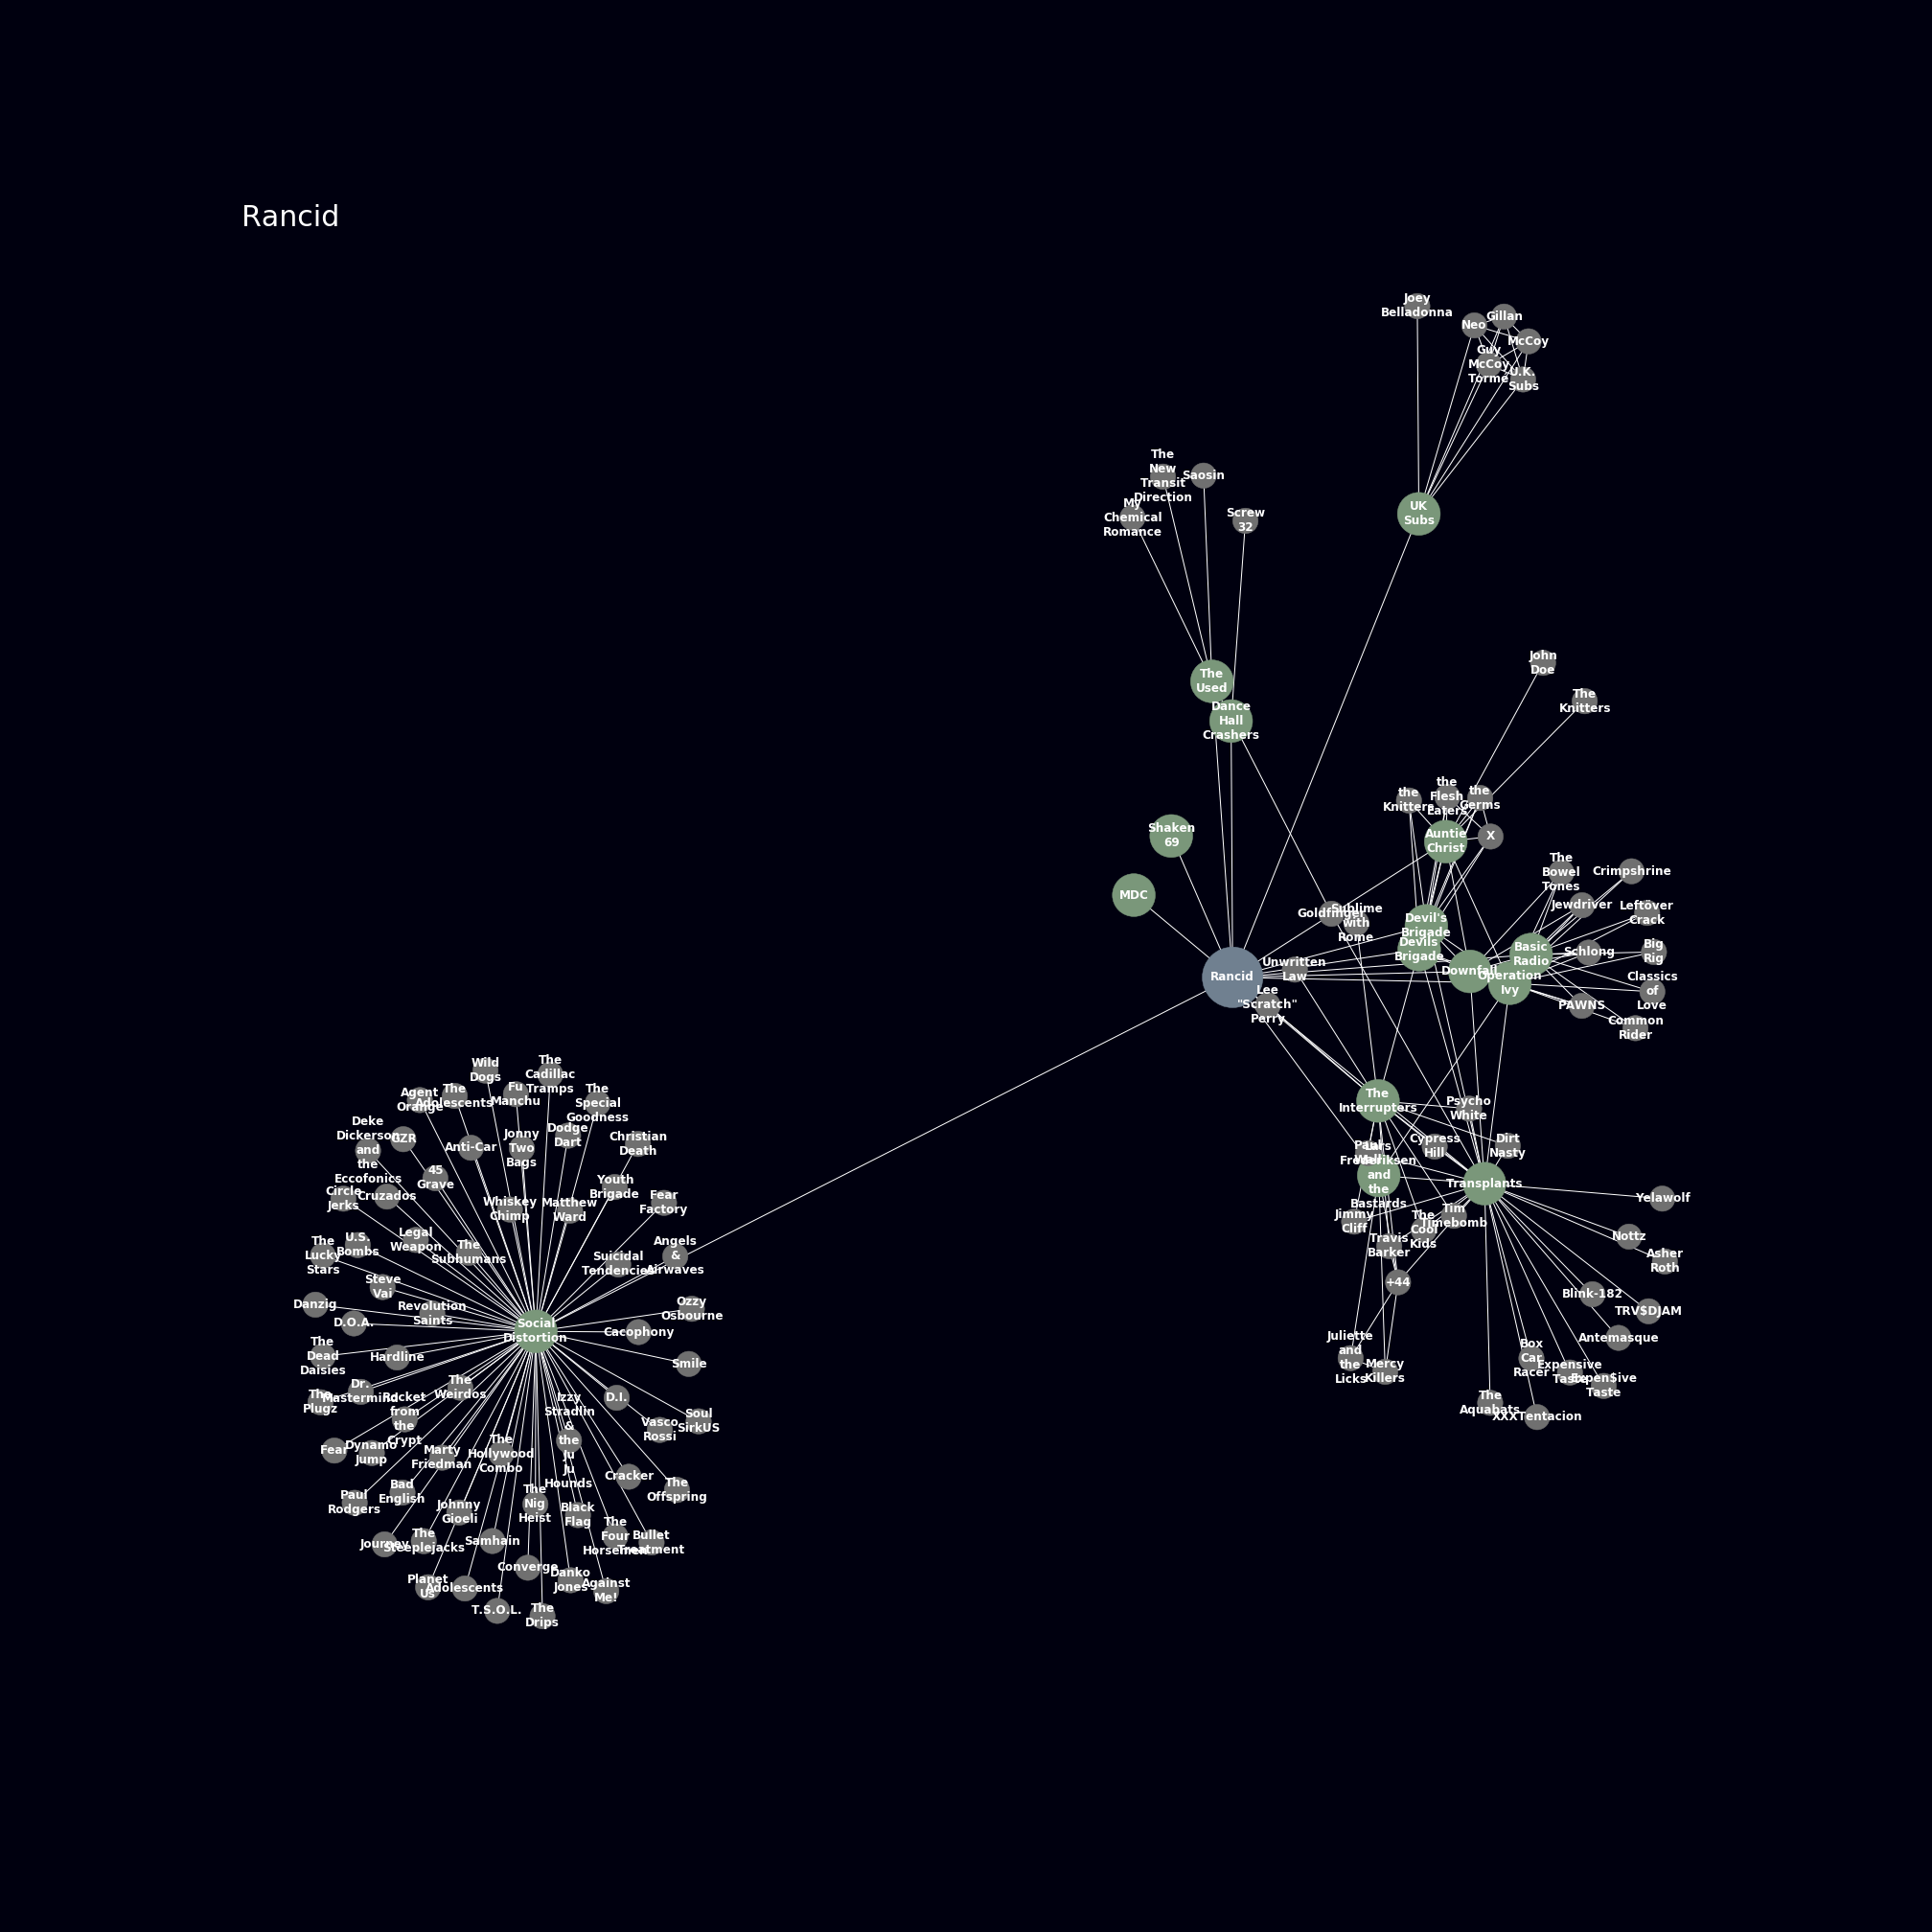 Rancid
Joey
Belladonna
Neo
Gillan
McCoy
Guy
McCoy
Torme
U.K.
Subs
UK
Subs
The
New
Transit
Direction
Saosin
My
Chemical
Romance
Screw
32
The
Used
Dance
Hall
Crashers
John
Doe
The
Knitters
the
Knitters
the
Flesh
Eaters
the
Germs
X
Auntie
Christ
Shaken
69
MDC
Rancid
Goldfinger
Sublime
with
Rome
Unwritten
Law
Lee
"Scratch"
Perry
Devil's
Brigade
Devils
Brigade
Downfall
Basic
Radio
Operation
Ivy
The
Bowel
Tones
Crimpshrine
Jewdriver
Leftover
Crack
Schlong
Big
Rig
Classics
of
Love
PAWNS
Common
Rider
The
Interrupters
Psycho
White
Cypress
Hill
Dirt
Nasty
Paul
Wall
Lars
Frederiksen
and
the
Bastards
Transplants
Jimmy
Cliff
The
Cool
Kids
Tim
Timebomb
Travis
Barker
+44
Yelawolf
Nottz
Asher
Roth
Blink-182
TRV$DJAM
Antemasque
Box
Car
Racer
Expensive
Taste
Expen$ive
Taste
The
Aquabats
XXXTentacion
Juliette
and
the
Licks
Mercy
Killers
Wild
Dogs
The
Cadillac
Tramps
Agent
Orange
The
Adolescents
Fu
Manchu
The
Special
Goodness
Deke
Dickerson
and
the
Eccofonics
OZR
Anti-Car
Jonny
Two
Bags
Dodge
Dart
Christian
Death
45
Grave
Youth
Brigade
Circle
Jerks
Cruzados
Whiskey
Chimp
Matthew
Ward
Fear
Factory
The
Lucky
Stars
U.S.
Bombs
Legal
Weapon
The
Subhumans
Suicidal
Tendencies
Angels
&
Airwaves
Steve
Vai
Danzig
D.O.A.
Revolution
Saints
Social
Distortion
Ozzy
Osbourne
Cacophony
The
Dead
Daisies
Hardline
Smile
The
Plugz
Dr.
Mastermind
Rocket
from
the
Crypt
The
Weirdos
Izzy
Stradlin
&
the
Ju
Ju
Hounds
D.I.
Vasco
Rossi
Soul
SirkUS
Fear
Dynamo
Jump
Marty
Friedman
The
Hollywood
Combo
Cracker
The
Offspring
Paul
Rodgers
Bad
English
Johnny
Gioeli
The
Nig
Heist
Black
Flag
The
Four
Horsemen
Bullet
Treatment
Journey
The
Steeplejacks
Samhain
Converge
Danko
Jones
Against
Me!
Planet
Us
Adolescents
T.S.O.L.
The
Drips